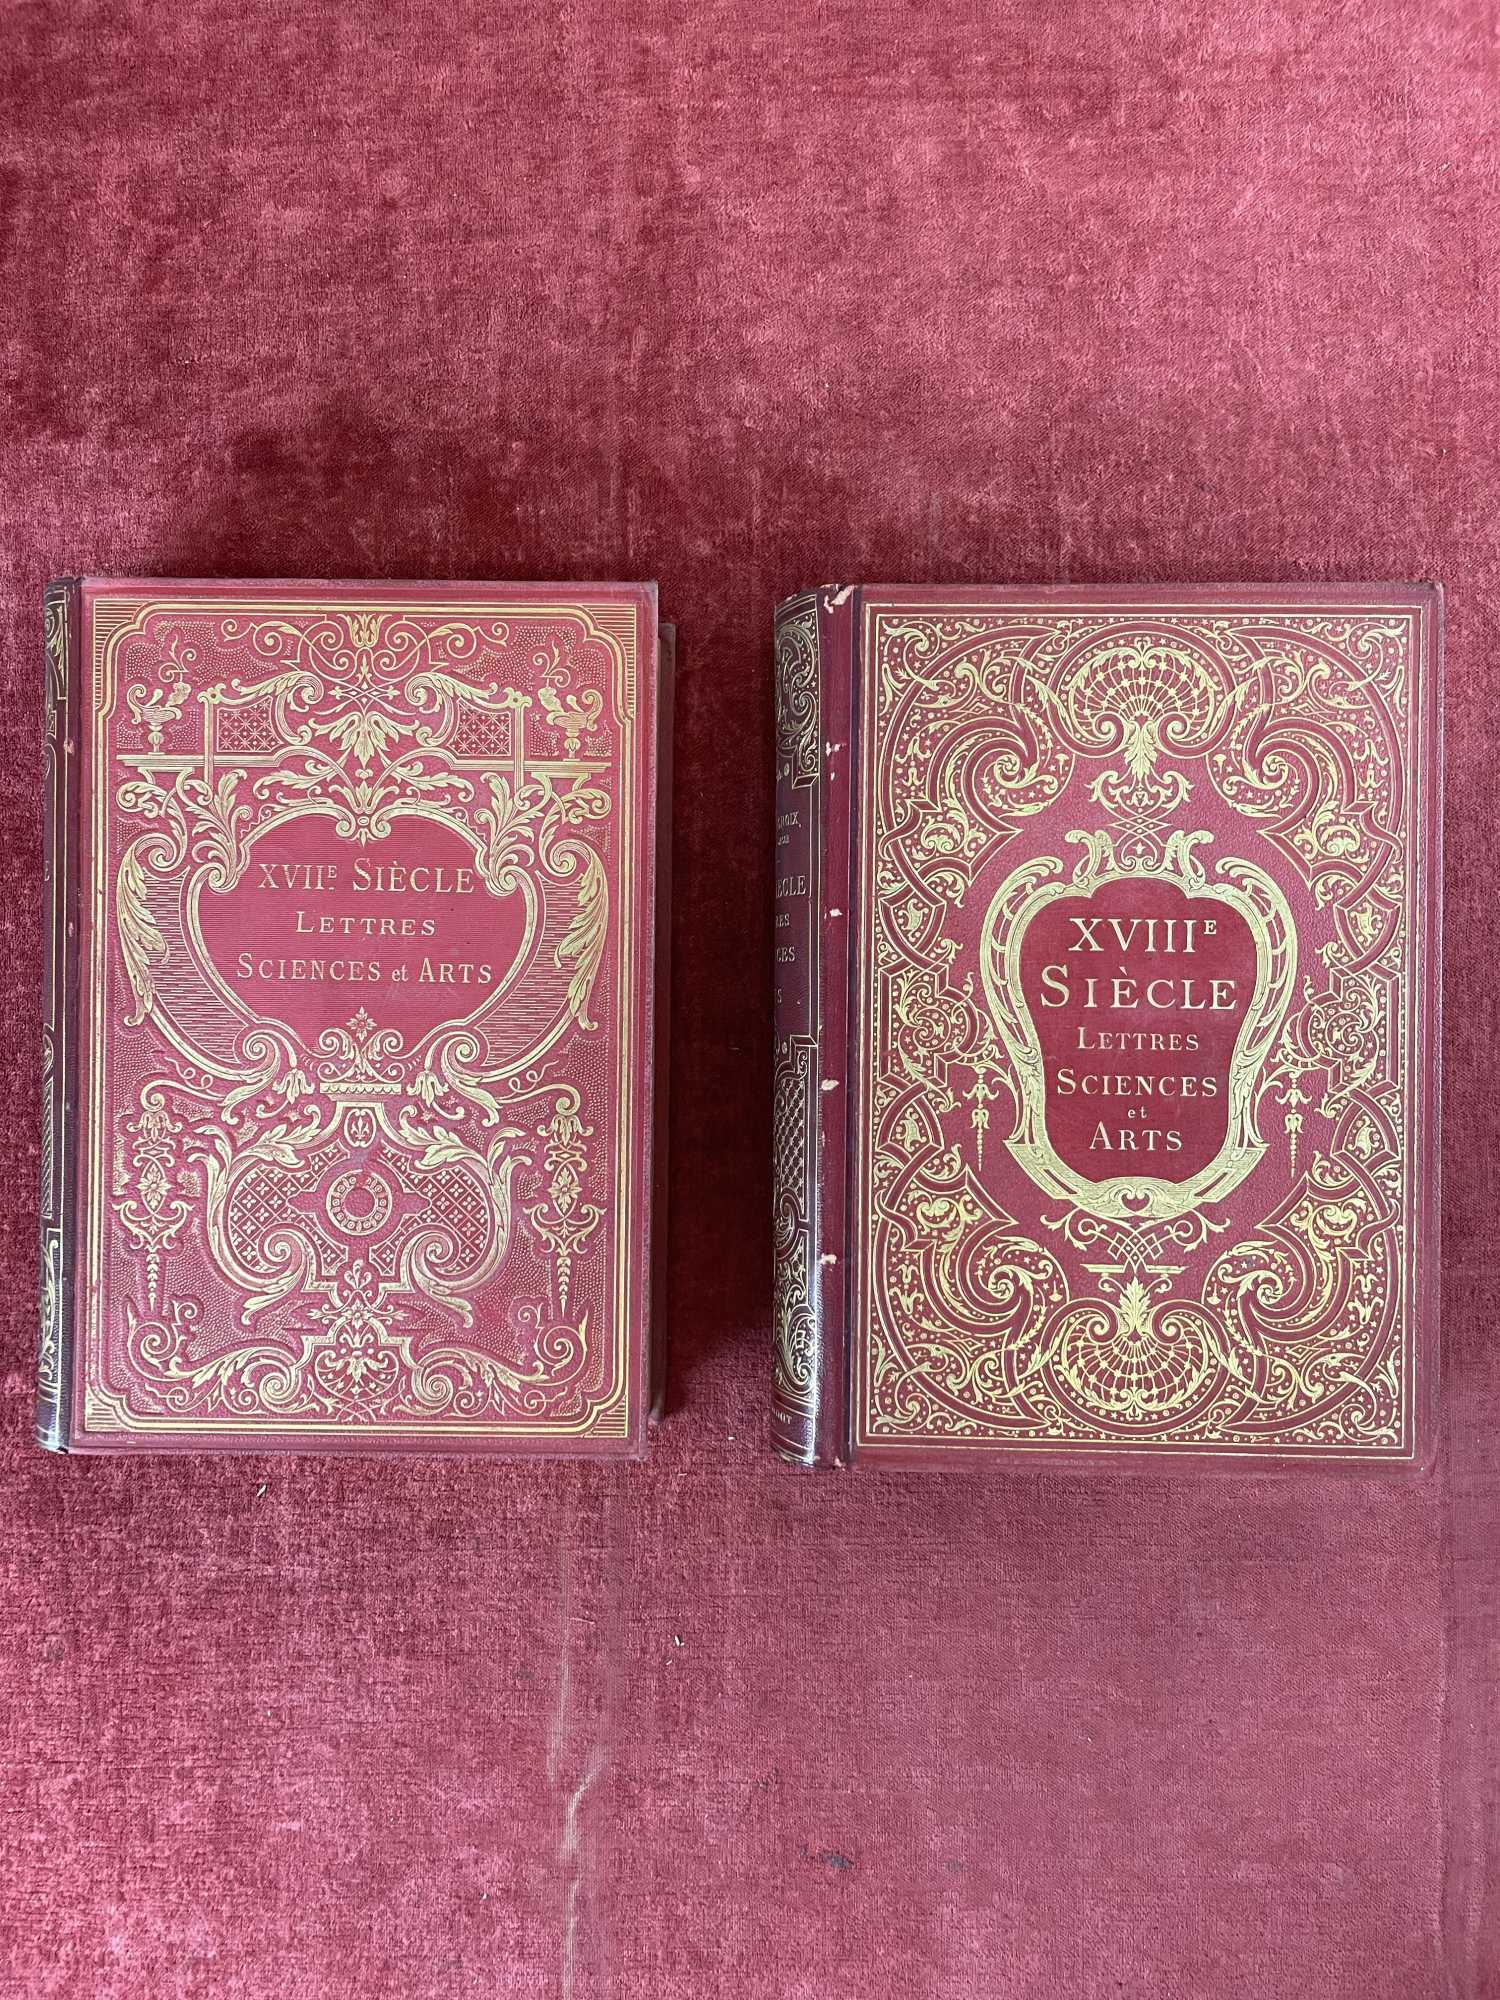 XVIIE SIÈCLE
LETTRES
SCIENCES et ARTS
XVIIIE
SIÈCLE
LETTRES
SCIENCES
et
ARTS